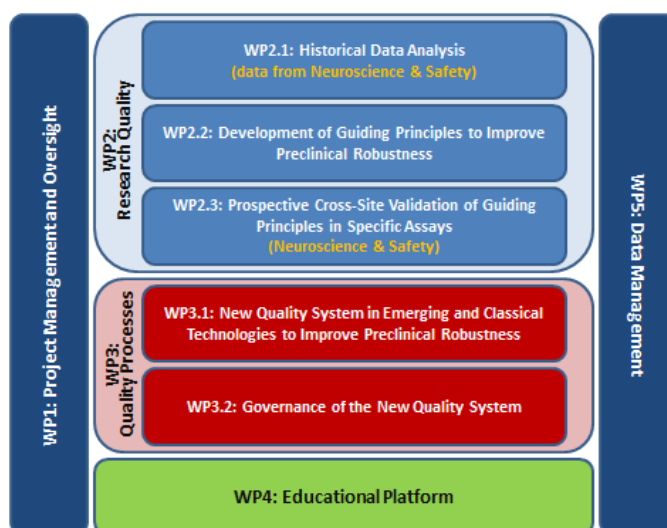 WP1: Project Management and Oversight
WP2:
Research Quality
WP2.1: Historical Data Analysis
(data from Neuroscience & Safety)
WP2.2: Development of Guiding Principles to Improve
Preclinical Robustness
WP2.3: Prospective Cross-Site Validation of Guiding
Principles in Specific Assays
(Neuroscience & Safety)
WP3:
Quality Processes
WP3.1: New Quality System in Emerging and Classical
Technologies to Improve Preclinical Robustness
WP3.2: Governance of the New Quality System
WP4: Educational Platform
WP5: Data Management